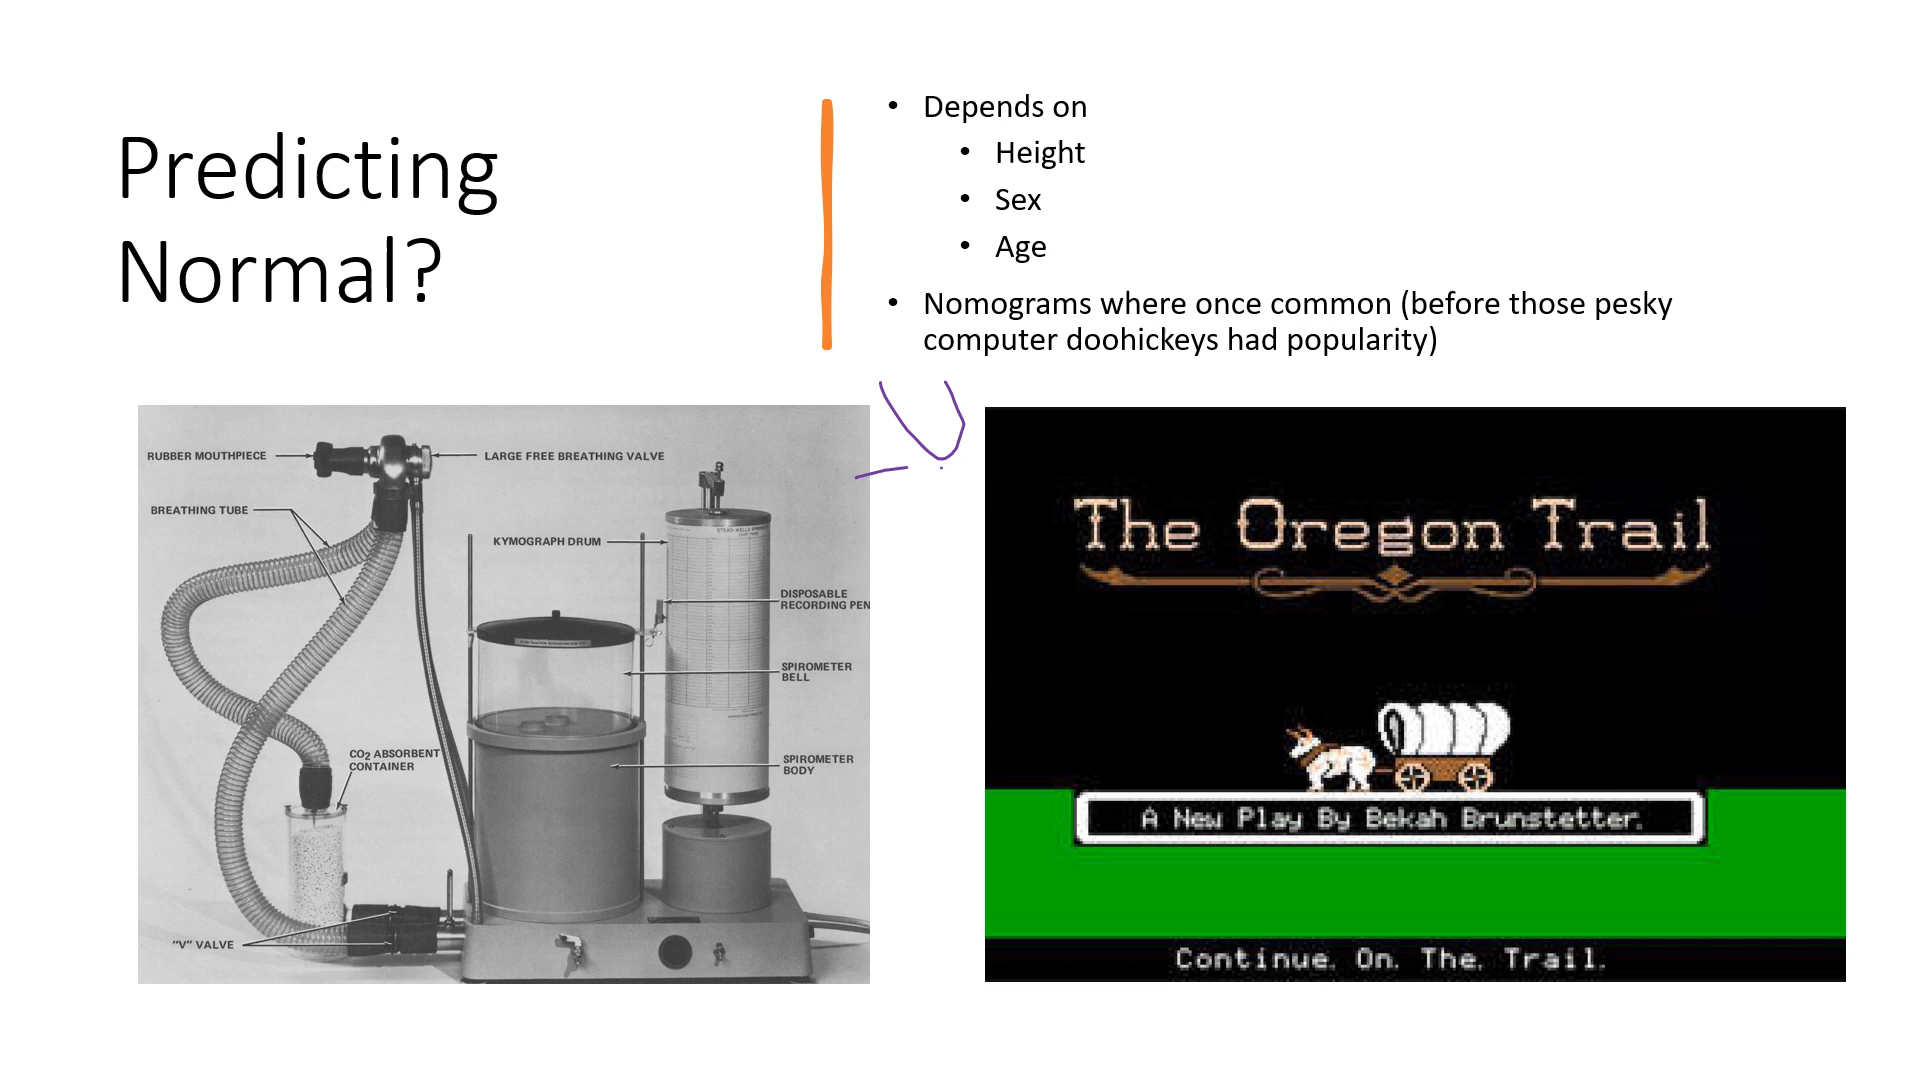 Predicting
Normal?
• Depends on
• Height
• Sex
• Age
• Nomograms where once common (before those pesky
computer doohickeys had popularity)
RUBBER MOUTHPIECE
LARGE FREE BREATHING VALVE
BREATHING TUBE
KYMOGRAPH DRUM
DISPOSABLE
RECORDING PEN
SPIROMETER
BELL
CO2 ABSORBENT
CONTAINER
SPIROMETER
BODY
"V" VALVE
The Oregon Trail
A New Play By Bekah Brunstetter.
Continue. On. The. Trail.